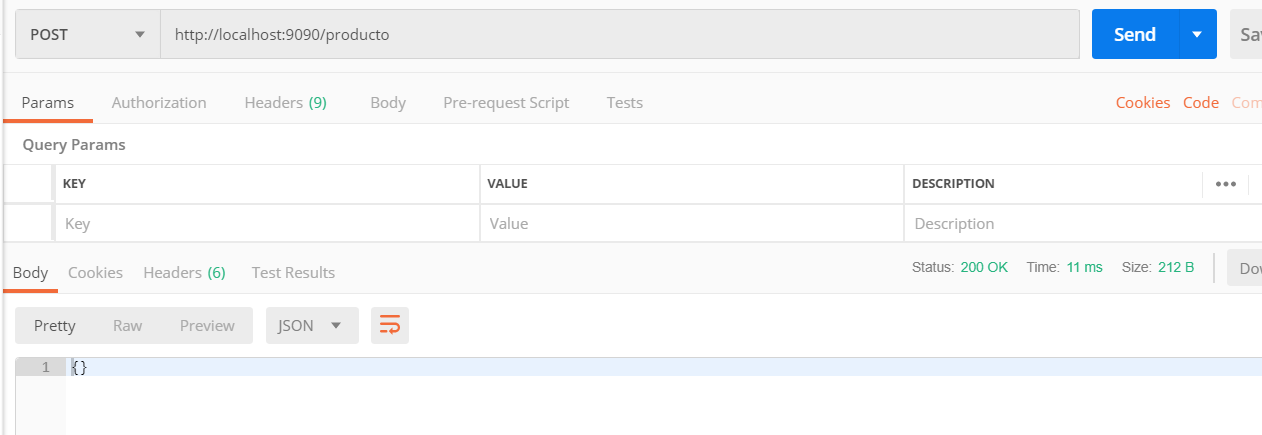 POST http://localhost:9090/producto Send Sav
Params Authorization Headers (9) Body Pre-request Script Tests Cookies Code Com
Query Params
KEY VALUE DESCRIPTION •••
Key Value Description
Body Cookies Headers (6) Test Results Status: 200 OK Time: 11 ms Size: 212 B Dow
Pretty Raw Preview JSON
1 {}